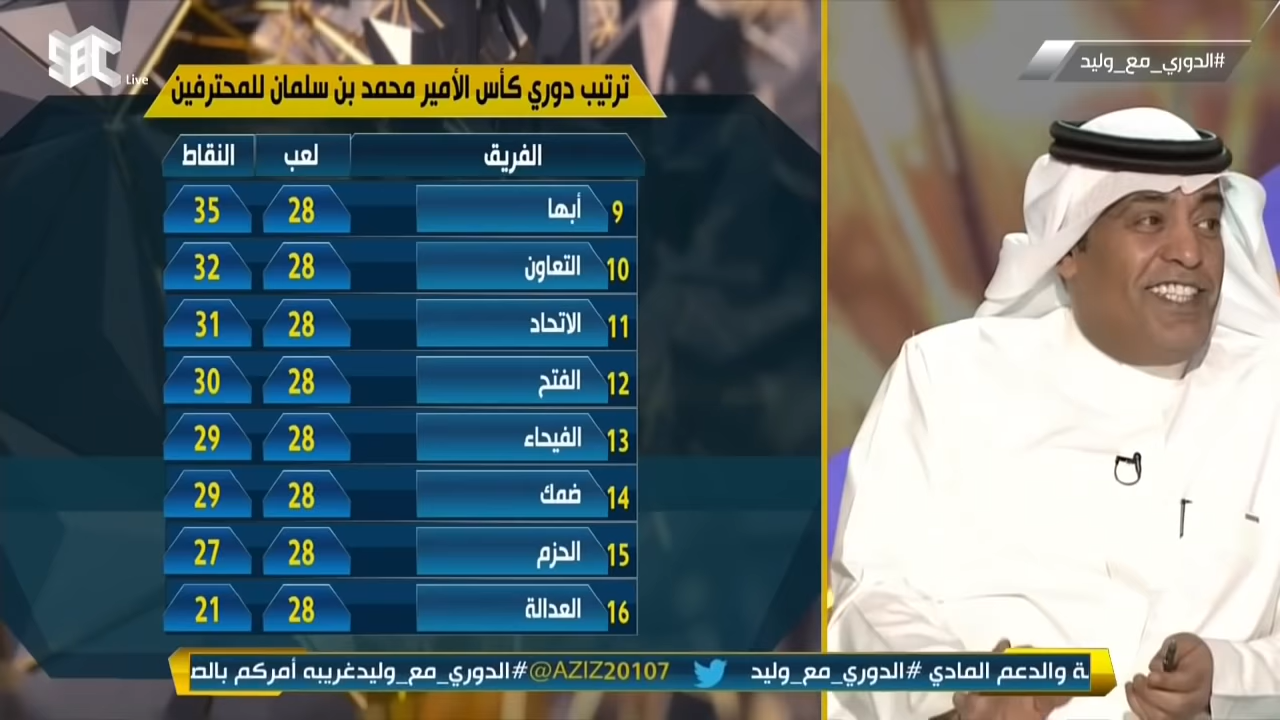 SBC
Live
#الدوري_مع_وليد
ترتيب دوري كأس الأمير محمد بن سلمان للمحترفين
الفريق لعب النقاط
9 أبها 28 35
10 التعاون 28 32
11 الاتحاد 28 31
12 الفتح 28 30
13 الفيحاء 28 29
14 ضمك 28 29
15 الحزم 28 27
16 العدالة 28 21
ـة والدعم المادي #الدوري_مع_وليد @AZIZ20107 #الدوري_مع_وليدغريبه أمركم بالصـ